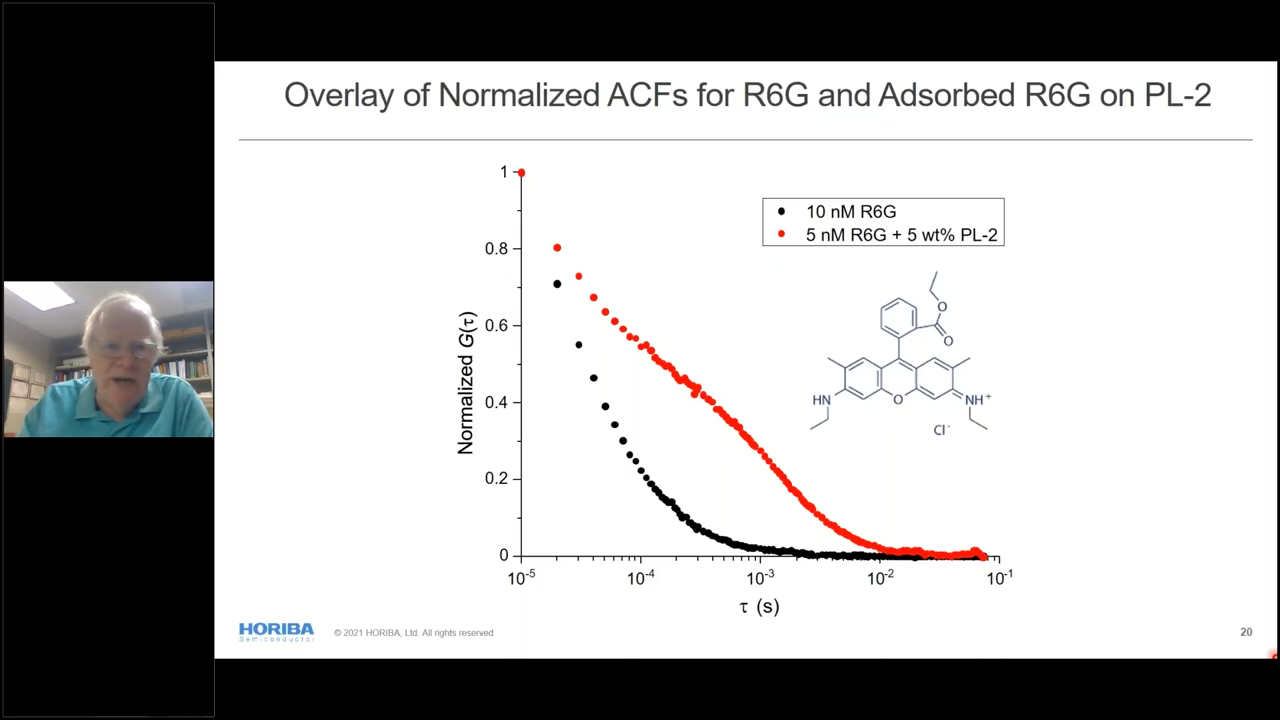 Overlay of Normalized ACFs for R6G and Adsorbed R6G on PL-2
1
0.8
0.6
0.4
0.2
0
Normalized G(τ)
10⁻⁵
10⁻⁴
10⁻³
10⁻²
10⁻¹
τ (s)
10 nM R6G
5 nM R6G + 5 wt% PL-2
O
O
HN
O
NH⁺
Cl⁻
HORIBA
Semiconductor
© 2021 HORIBA, Ltd. All rights reserved
20